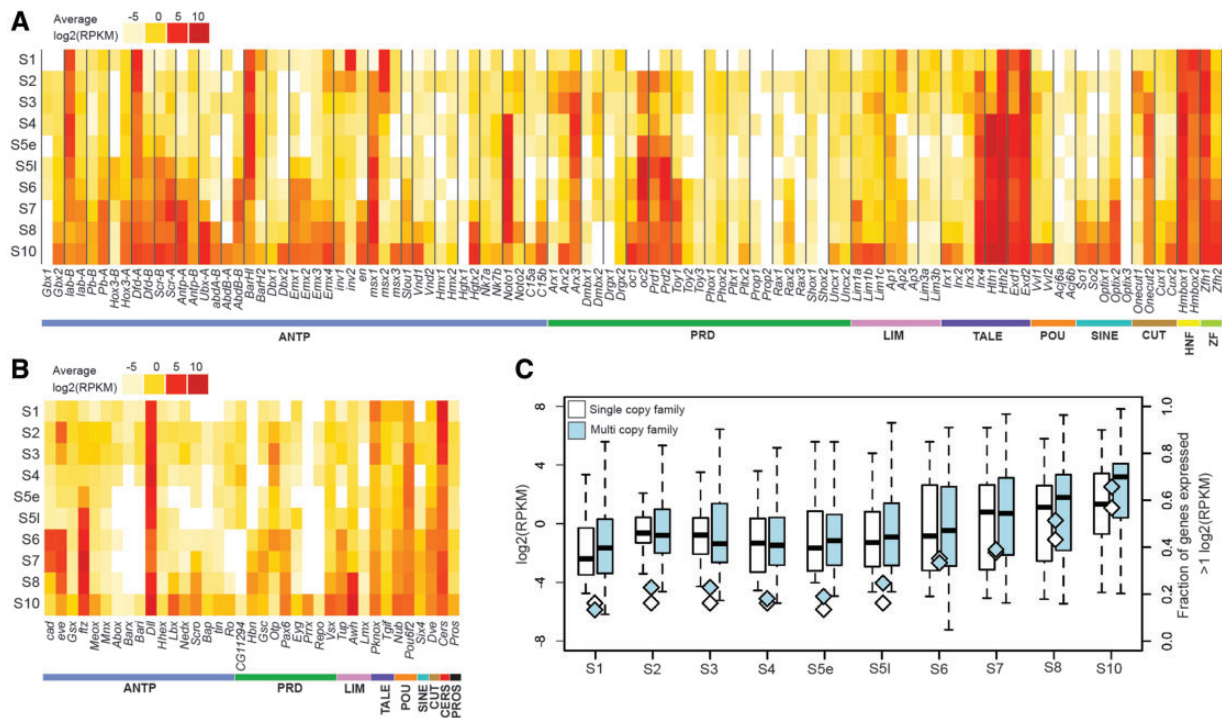 A
Average
log2(RPKM)
-5 0 5 10
S1
S2
S3
S4
S5e
S5l
S6
S7
S8
S10
Gbx1 Gbx2 lab-B lab-A Pb-B Pb-A Hox3-B Hox3-A Dfd-A Dfd-B Scr-B Scr-A Antp-A Antp-B Ubx-A abdA-B AbdB-A AbdB-B BarHI BarH2 Dbx1 Dbx2 Emx1 Emx2 Emx3 Emx4 inv1 inv2 en msx1 msx2 msx3 Slou1 Vnd1 Vnd2 Hmx1 Hmx2 Hgtx1 Hgtx2 Nk7a Nk7b Noto1 Noto2 C15a C15b Arx1 Arx2 Arx3 Dmbx1 Dmbx2 Drgx1 Drgx2 oc1 oc2 Prd1 Prd2 Toy1 Toy2 Toy3 Phox1 Phox2 Pitx1 Pitx2 Prop1 Prop2 Rax1 Rax2 Rax3 Shox1 Shox2 Uncx1 Uncx2 Lim1a Lim1b Lim1c Ap1 Ap2 Ap3 Lim3a Lim3b Irx1 Irx2 Irx3 Irx4 Hth1 Hth2 Exd1 Exd2 Vvl1 Vvl2 Acj6a Acj6b So1 So2 Optix1 Optix2 Optix3 Onecut1 Onecut2 Cux1 Cux2 Hmbox1 Hmbox2 Zfh1 Zfh2
ANTP PRD LIM TALE POU SINE CUT HNF ZF
B
Average
log2(RPKM)
-5 0 5 10
S1
S2
S3
S4
S5e
S5l
S6
S7
S8
S10
cad eve Gsx ftz Meox Mnx Abox Barx Bari Dll Hhex Lbx Nedx Scro Bap tin Ro CG11294 Hbn Gsc Otp Pax6 Eyg Prrx Repo Vsx Tup Awh Lmx Pknox Tgif Nub Pou6f2 Six4 Dve Cers Pros
ANTP PRD LIM TALE POU SINE CUT CERS PROS
C
Single copy family
Multi copy family
log2(RPKM)
8
4
0
-4
-8
S1 S2 S3 S4 S5e S5l S6 S7 S8 S10
1.0
0.8
0.6
0.4
0.2
0.0
Fraction of genes expressed
>1 log2(RPKM)